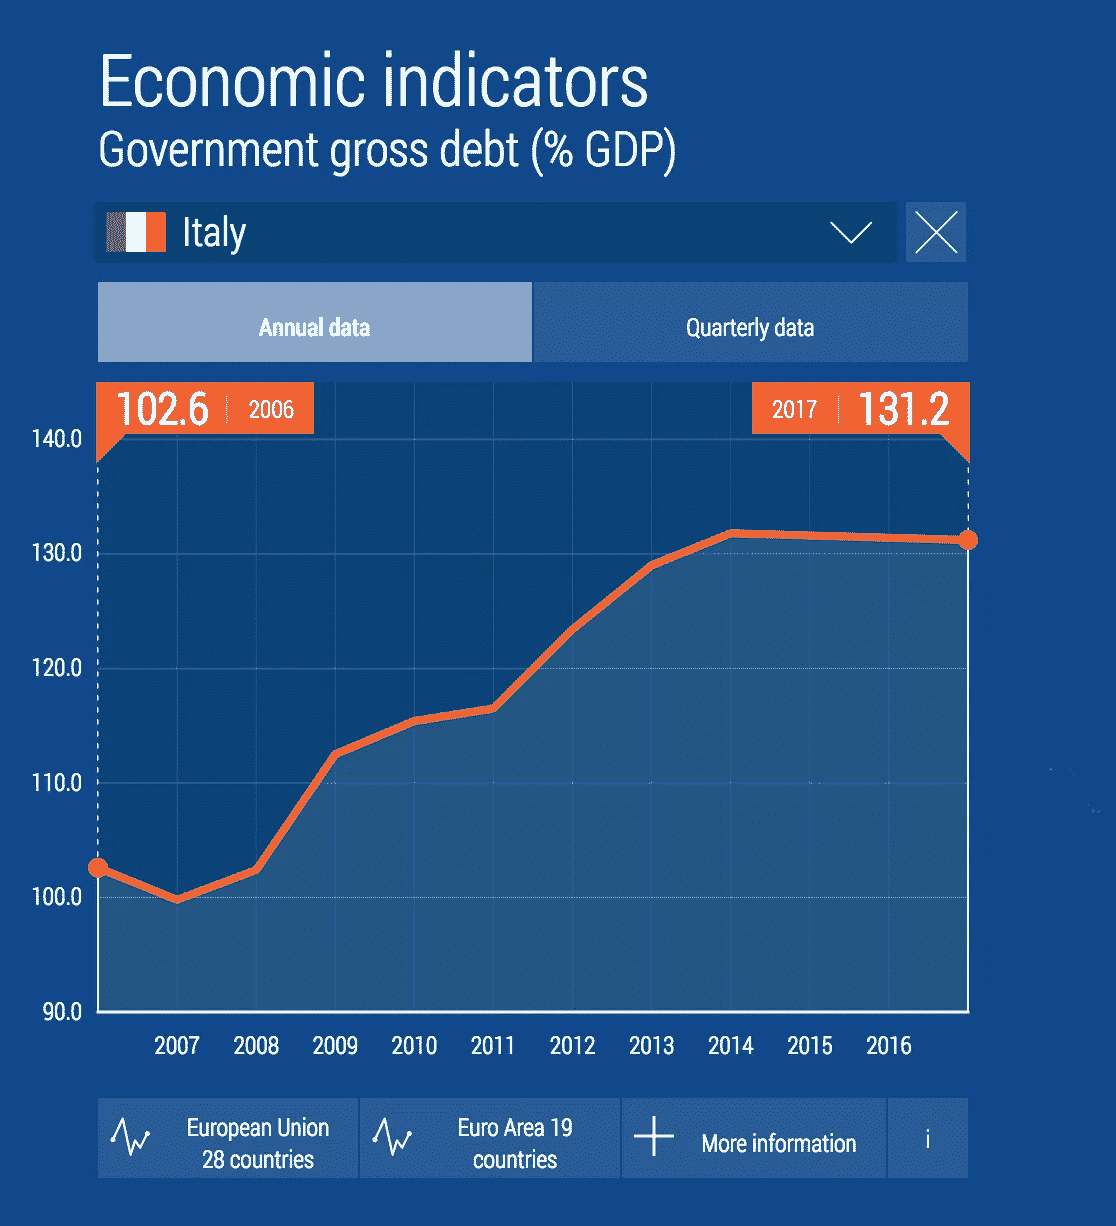 Economic indicators
Government gross debt (% GDP)
Italy
Annual data
Quarterly data
102.6 2006
2017 131.2
140.0
130.0
120.0
110.0
100.0
90.0
2007 2008 2009 2010 2011 2012 2013 2014 2015 2016
European Union
28 countries
Euro Area 19
countries
More information
i